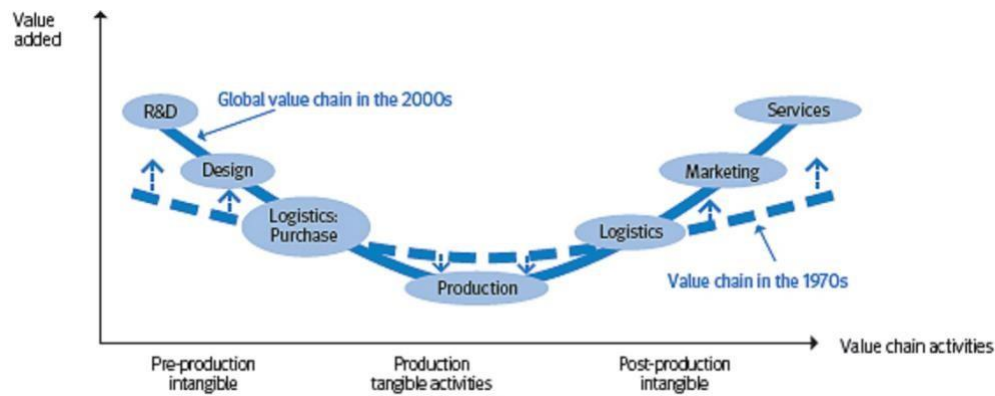 Value
added
R&D
Global value chain in the 2000s
Services
Design
Marketing
Logistics:
Purchase
Logistics
Production
Value chain in the 1970s
Value chain activities
Pre-production
intangible
Production
tangible activities
Post-production
intangible